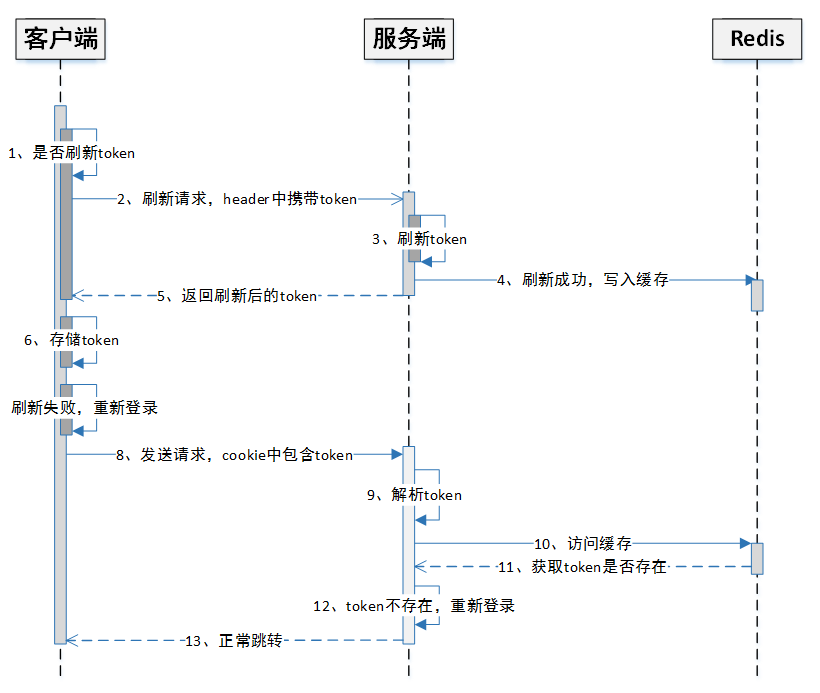 客户端
服务端
Redis
1、是否刷新token
2、刷新请求，header中携带token
3、刷新token
4、刷新成功，写入缓存
5、返回刷新后的token
6、存储token
刷新失败，重新登录
8、发送请求，cookie中包含token
9、解析token
10、访问缓存
11、获取token是否存在
12、token不存在，重新登录
13、正常跳转